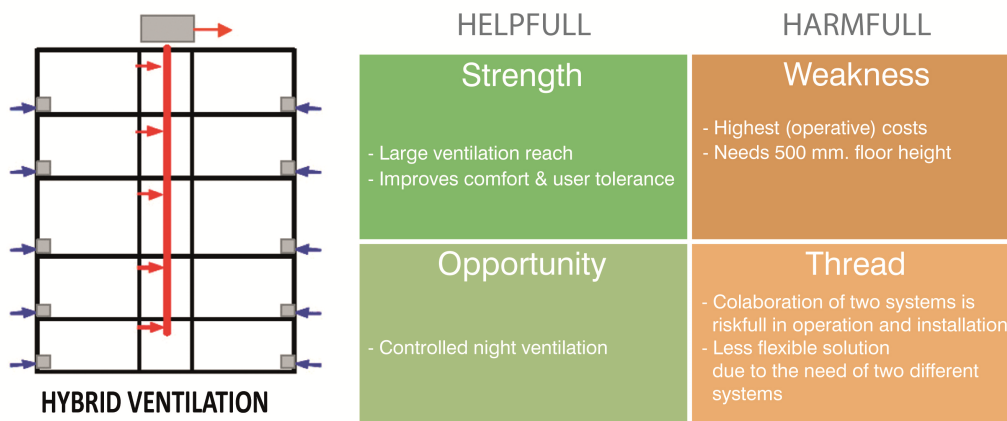 HELPFULL
HARMFULL
Strength
- Large ventilation reach
- Improves comfort & user tolerance
Weakness
- Highest (operative) costs
- Needs 500 mm. floor height
Opportunity
- Controlled night ventilation
Thread
- Colaboration of two systems is
riskfull in operation and installation
- Less flexible solution
due to the need of two different
systems
HYBRID VENTILATION